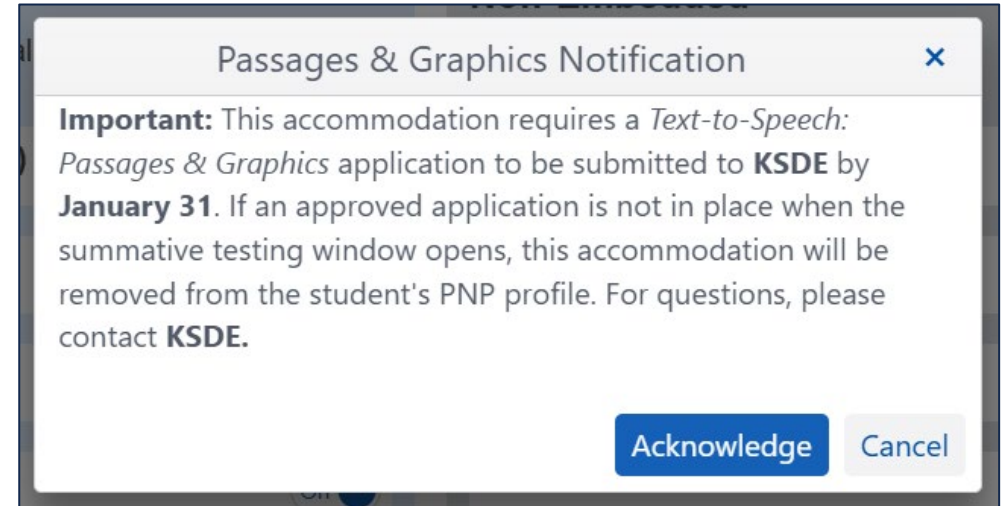 Passages & Graphics Notification ×
Important: This accommodation requires a Text-to-Speech:
Passages & Graphics application to be submitted to KSDE by
January 31. If an approved application is not in place when the
summative testing window opens, this accommodation will be
removed from the student's PNP profile. For questions, please
contact KSDE.
Acknowledge Cancel